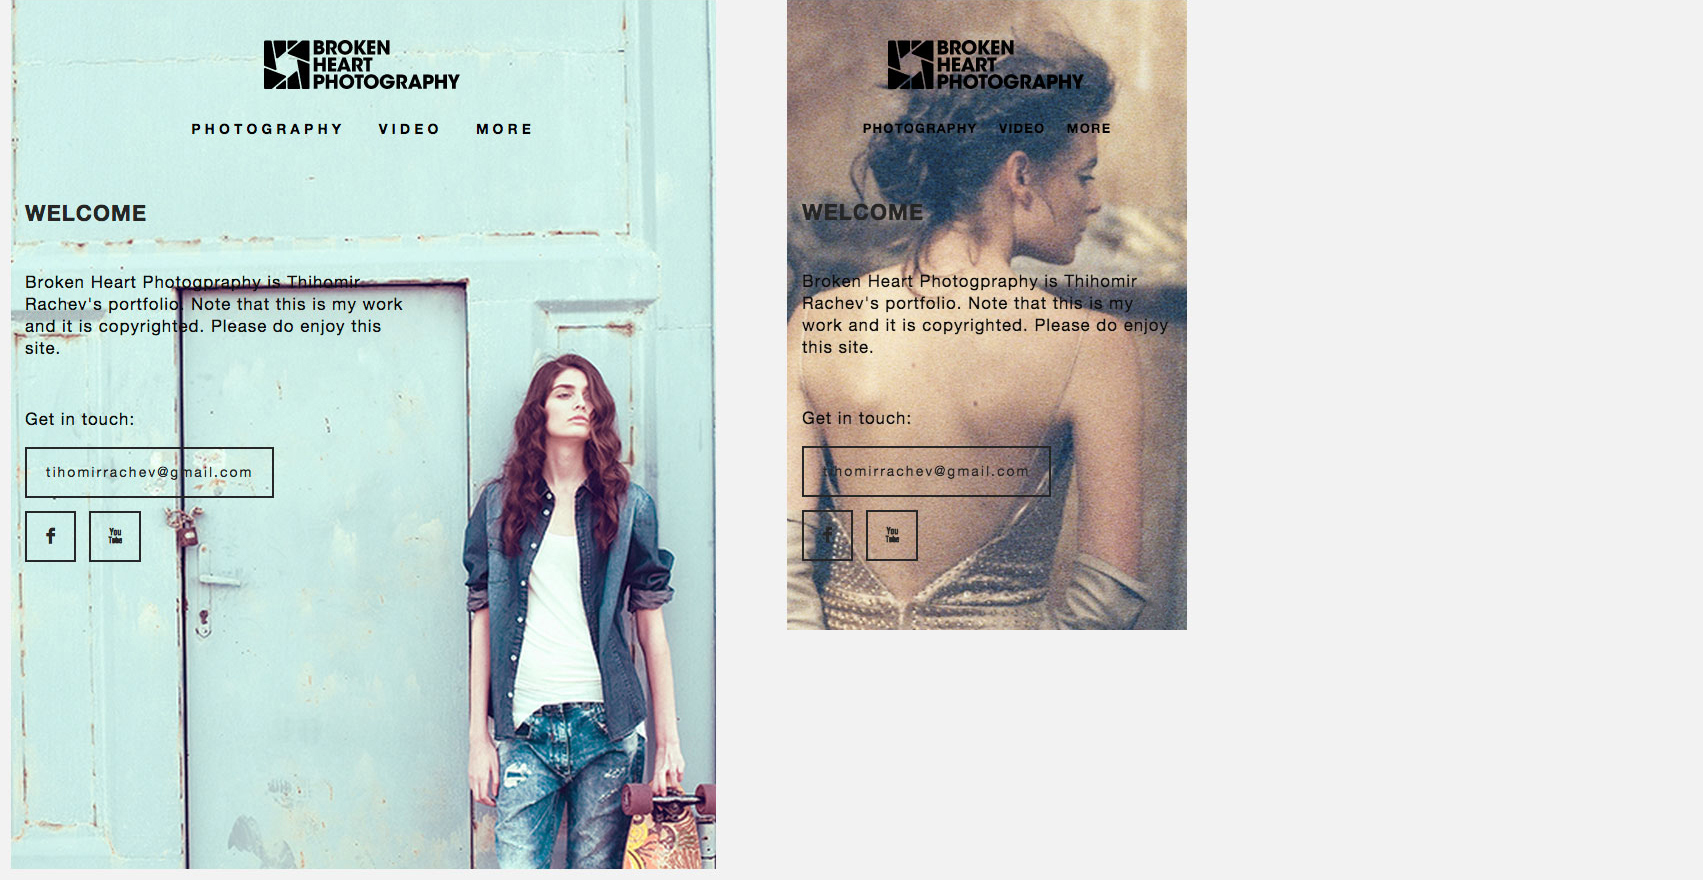 BROKEN
HEART
PHOTOGRAPHY
PHOTOGRAPHY VIDEO MORE
WELCOME
Broken Heart Photogpraphy is Thihomir
Rachev's portfolio. Note that this is my work
and it is copyrighted. Please do enjoy this
site.
Get in touch:
tihomirrachev@gmail.com
f
You
Tube
BROKEN
HEART
PHOTOGRAPHY
PHOTOGRAPHY VIDEO MORE
WELCOME
Broken Heart Photogpraphy is Thihomir
Rachev's portfolio. Note that this is my
work and it is copyrighted. Please do enjoy
this site.
Get in touch:
tihomirrachev@gmail.com
f
You
Tube